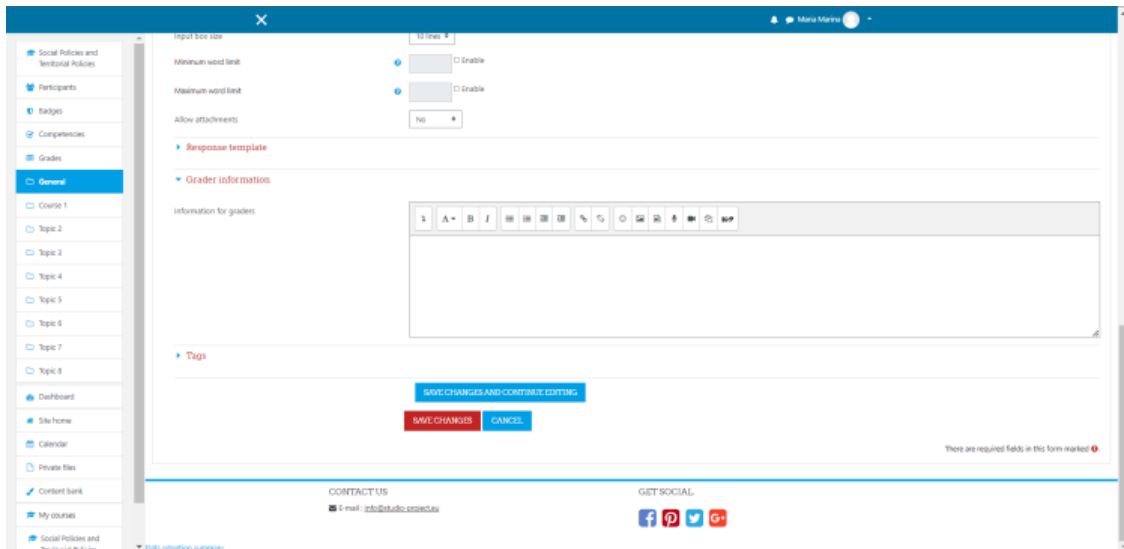 Maria Marino
Social Policies and
Territorial Policies
Participants
Badges
Competencies
Grades
General
Course 1
Topic 2
Topic 3
Topic 4
Topic 5
Topic 6
Topic 7
Topic 8
Dashboard
Site home
Calendar
Private files
Content bank
My courses
Social Policies and
Input box size
10 lines
Minimum word limit
Enable
Maximum word limit
Enable
Allow attachments
No
Response template
Grader information
Information for graders
A
B
I
H-P
Tags
SAVE CHANGES AND CONTINUE EDITING
SAVE CHANGES
CANCEL
There are required fields in this form marked
CONTACT US
E-mail : info@studio-project.eu
GET SOCIAL
Data retention summary